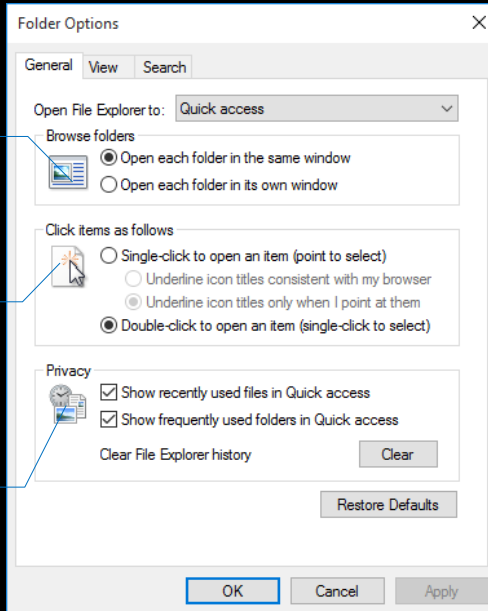 Folder Options
General View Search
Open File Explorer to: Quick access
Browse folders
Open each folder in the same window
Open each folder in its own window
Click items as follows
Single-click to open an item (point to select)
Underline icon titles consistent with my browser
Underline icon titles only when I point at them
Double-click to open an item (single-click to select)
Privacy
Show recently used files in Quick access
Show frequently used folders in Quick access
Clear File Explorer history Clear
Restore Defaults
OK Cancel Apply